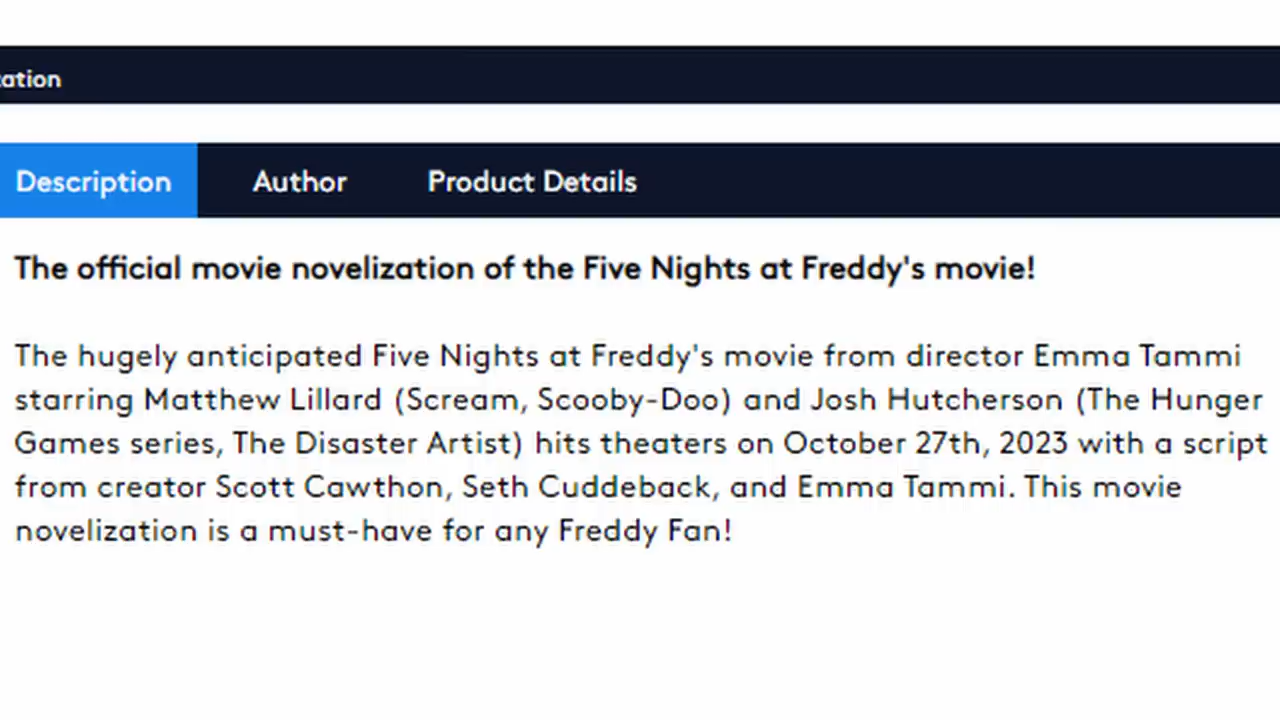 zation
Description Author Product Details
The official movie novelization of the Five Nights at Freddy's movie!
The hugely anticipated Five Nights at Freddy's movie from director Emma Tammi
starring Matthew Lillard (Scream, Scooby-Doo) and Josh Hutcherson (The Hunger
Games series, The Disaster Artist) hits theaters on October 27th, 2023 with a script
from creator Scott Cawthon, Seth Cuddeback, and Emma Tammi. This movie
novelization is a must-have for any Freddy Fan!